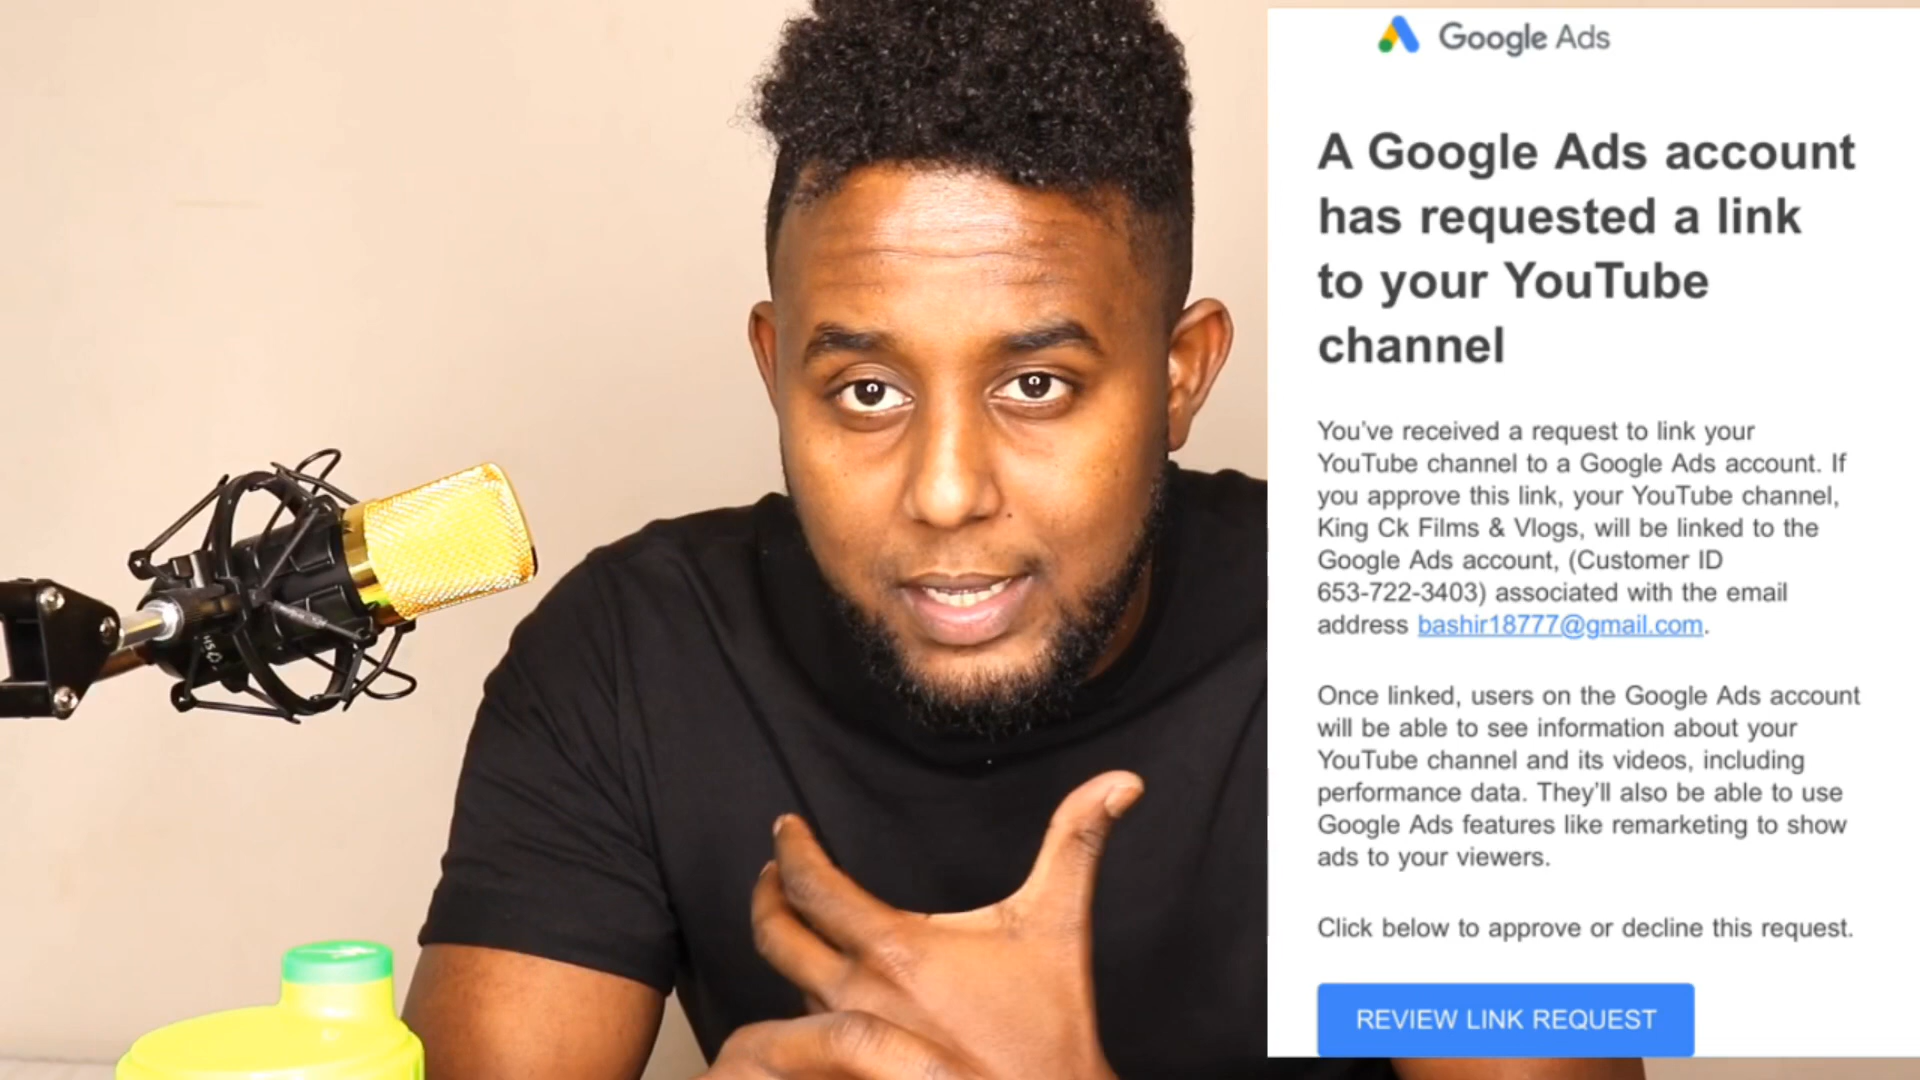 Google Ads
A Google Ads account
has requested a link
to your YouTube
channel
You've received a request to link your
YouTube channel to a Google Ads account. If
you approve this link, your YouTube channel,
King Ck Films & Vlogs, will be linked to the
Google Ads account, (Customer ID
653-722-3403) associated with the email
address bashir18777@gmail.com.
Once linked, users on the Google Ads account
will be able to see information about your
YouTube channel and its videos, including
performance data. They'll also be able to use
Google Ads features like remarketing to show
ads to your viewers.
Click below to approve or decline this request.
REVIEW LINK REQUEST